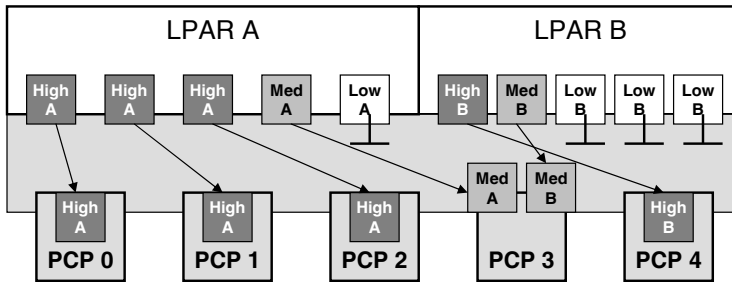 LPAR A LPAR B
High High High Med Low High Med Low Low Low
A A A A A B B B B B
Med Med
A B
High High High High
A A A B
PCP 0 PCP 1 PCP 2 PCP 3 PCP 4